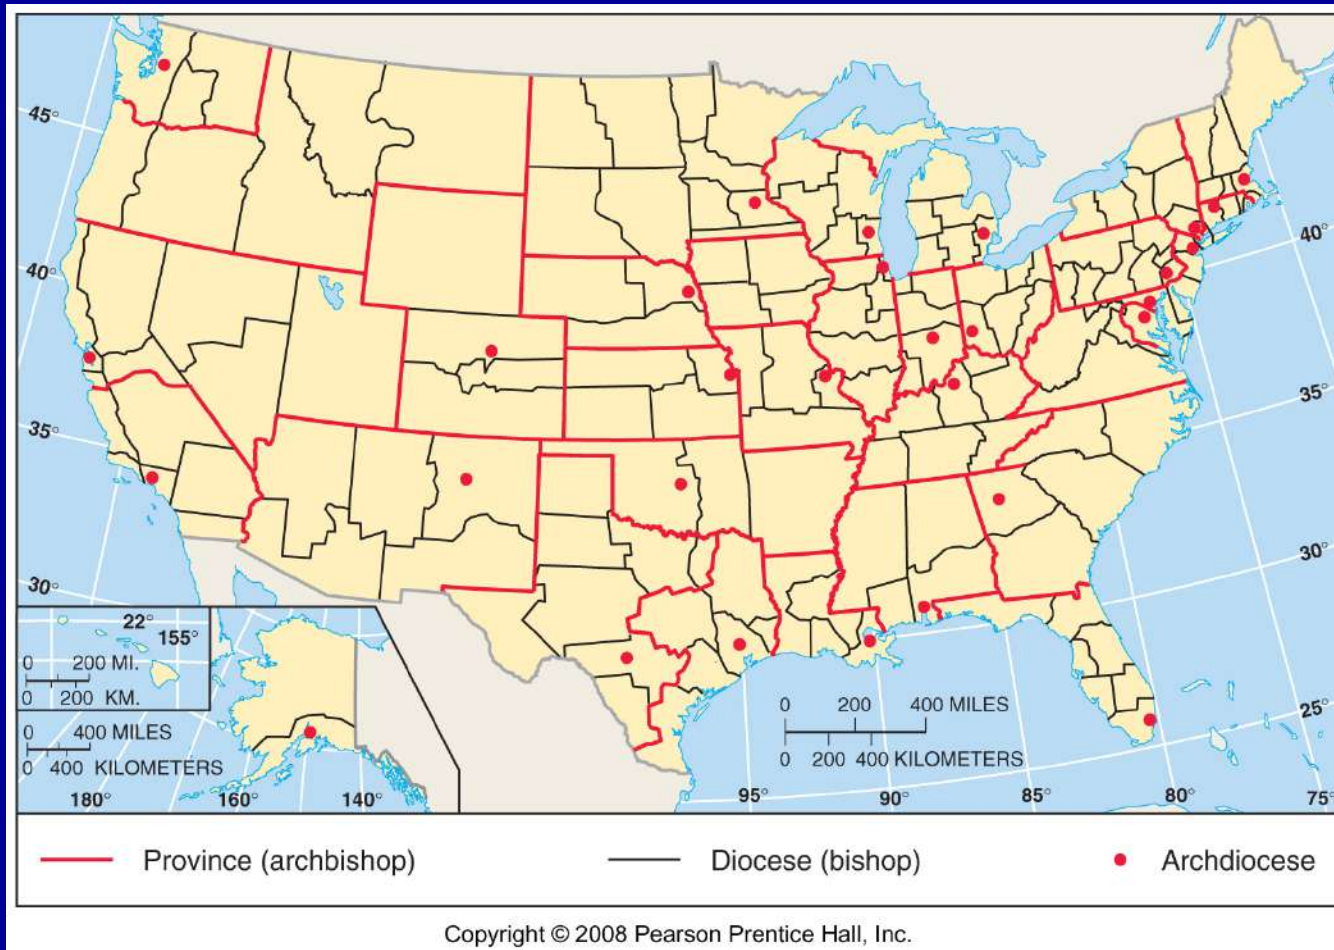 45°
40°
35°
30°
40°
35°
30°
25°
22°
155°
0 200 MI.
0 200 KM.
0 400 MILES
0 400 KILOMETERS
180°
160°
140°
0 200 400 MILES
0 200 400 KILOMETERS
95°
90°
85°
80°
75°
Province (archbishop)
Diocese (bishop)
Archdiocese
Copyright © 2008 Pearson Prentice Hall, Inc.